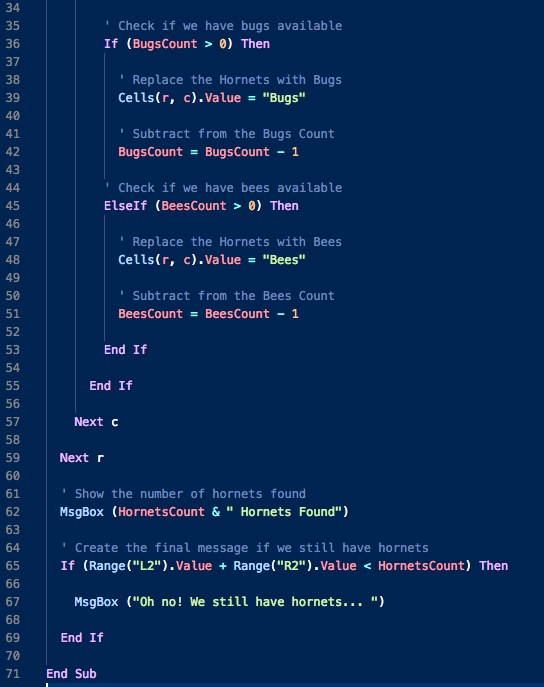 34
35 ' Check if we have bugs available
36 If (BugsCount > 0) Then
37
38 ' Replace the Hornets with Bugs
39 Cells(r, c).Value = "Bugs"
40
41 ' Subtract from the Bugs Count
42 BugsCount = BugsCount - 1
43
44 ' Check if we have bees available
45 ElseIf (BeesCount > 0) Then
46
47 ' Replace the Hornets with Bees
48 Cells(r, c).Value = "Bees"
49
50 ' Subtract from the Bees Count
51 BeesCount = BeesCount - 1
52
53 End If
54
55 End If
56
57 Next c
58
59 Next r
60
61 ' Show the number of hornets found
62 MsgBox (HornetsCount & " Hornets Found")
63
64 ' Create the final message if we still have hornets
65 If (Range("L2").Value + Range("R2").Value < HornetsCount) Then
66
67 MsgBox ("Oh no! We still have hornets... ")
68
69 End If
70
71 End Sub